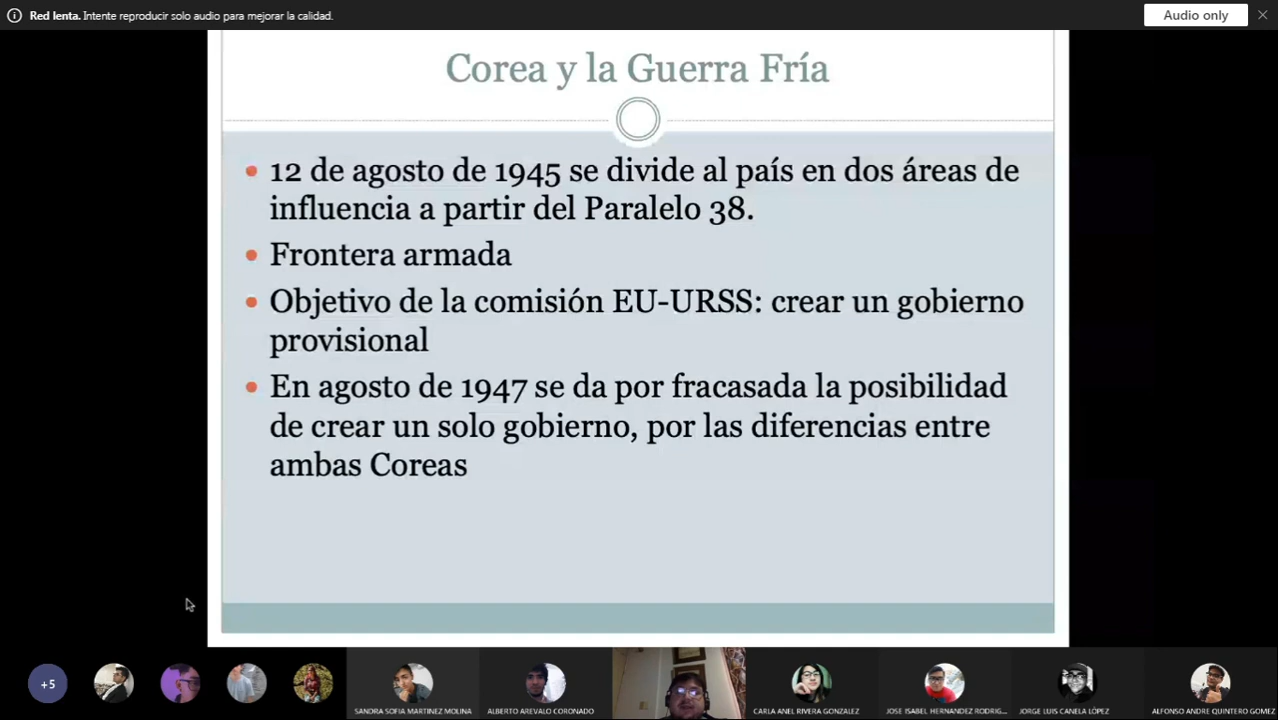 Red lenta. Intente reproducir solo audio para mejorar la calidad.
Audio only
Corea y la Guerra Fría
12 de agosto de 1945 se divide al país en dos áreas de
influencia a partir del Paralelo 38.
Frontera armada
Objetivo de la comisión EU-URSS: crear un gobierno
provisional
En agosto de 1947 se da por fracasada la posibilidad
de crear un solo gobierno, por las diferencias entre
ambas Coreas
+5
SANDRA SOFIA MARTINEZ MOLINA
ALBERTO AREVALO CORONADO
CARLA ANEL RIVERA GONZALEZ
JOSE ISABEL HERNANDEZ RODRIG...
JORGE LUIS CANELA LÓPEZ
ALFONSO ANDRE QUINTERO GOMEZ